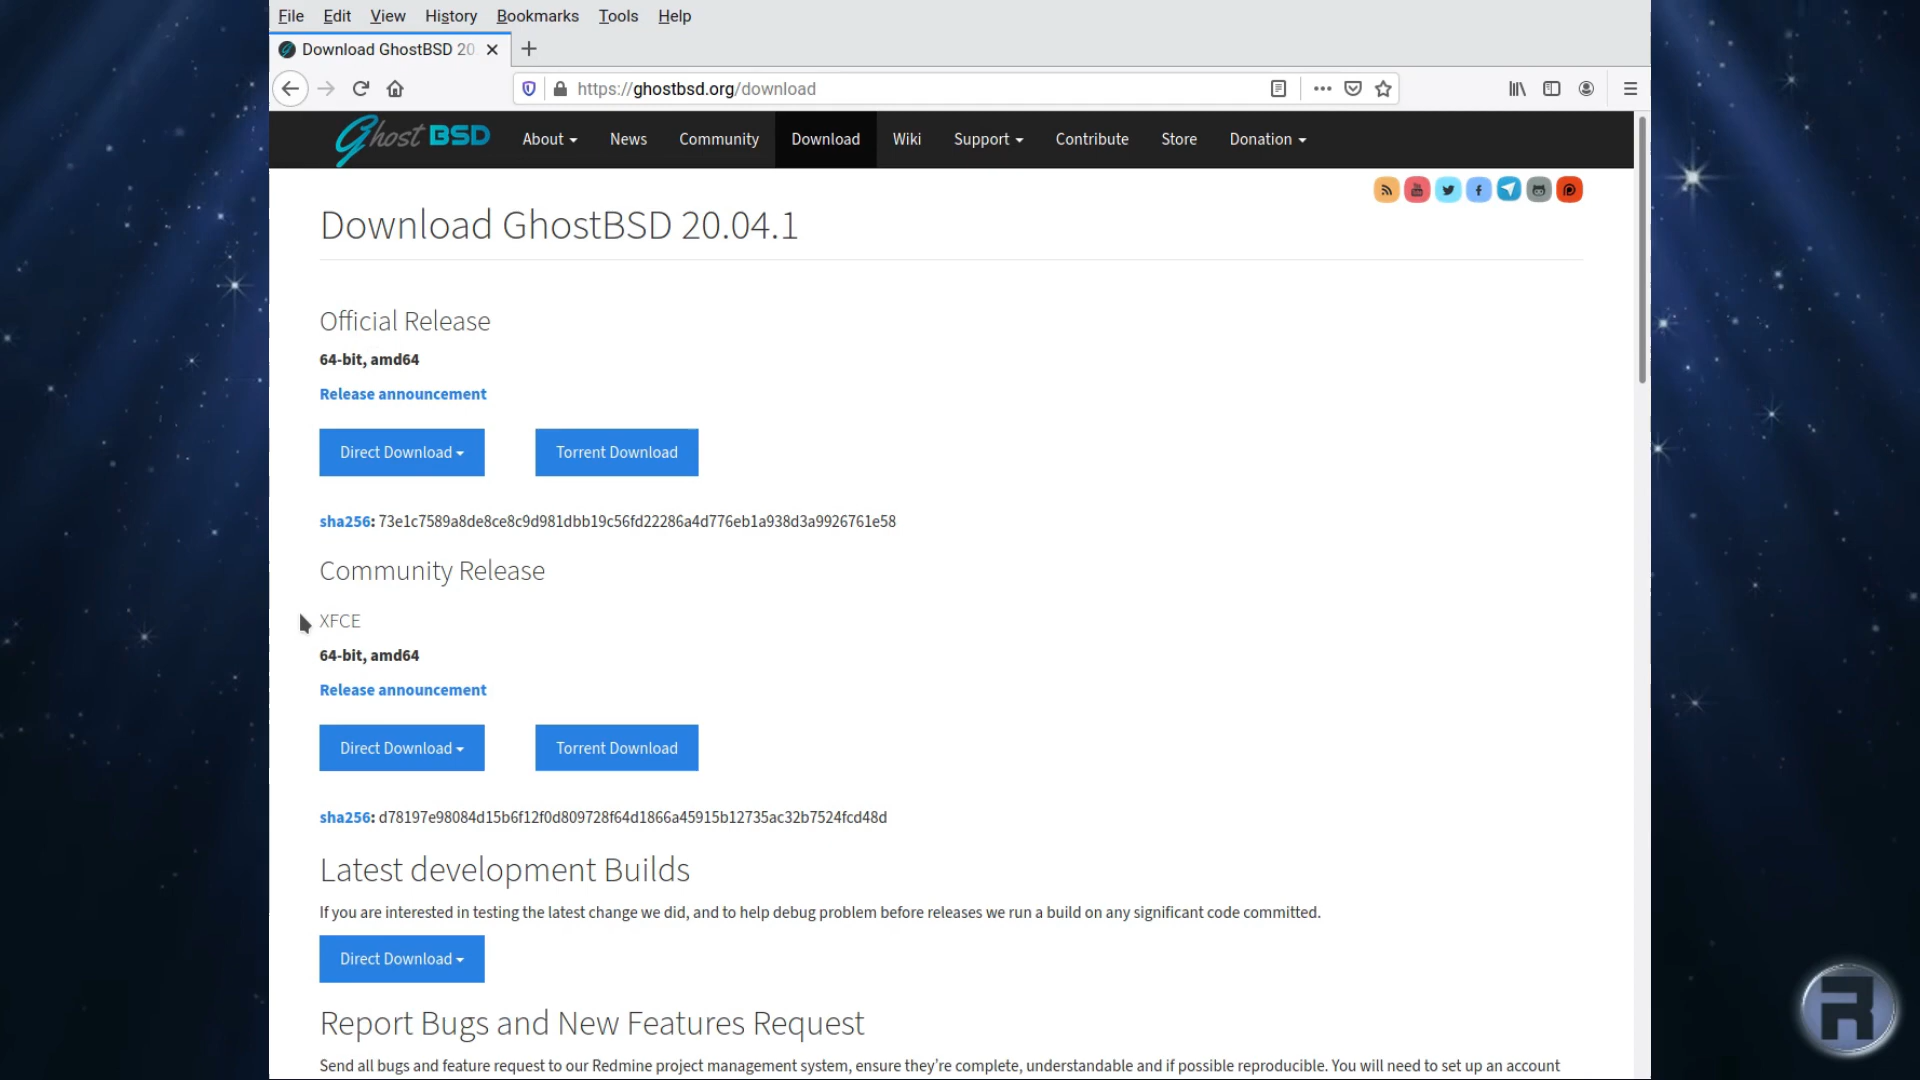 File Edit View History Bookmarks Tools Help
Download GhostBSD 20
https://ghostbsd.org/download
Ghost BSD About News Community Download Wiki Support Contribute Store Donation
Download GhostBSD 20.04.1
Official Release
64-bit, amd64
Release announcement
Direct Download Torrent Download
sha256: 73e1c7589a8de8ce8c9d981dbb19c56fd22286a4d776eb1a938d3a9926761e58
Community Release
XFCE
64-bit, amd64
Release announcement
Direct Download Torrent Download
sha256: d78197e98084d15b6f12f0d809728f64d1866a45915b12735ac32b7524fcd48d
Latest development Builds
If you are interested in testing the latest change we did, and to help debug problem before releases we run a build on any significant code committed.
Direct Download
Report Bugs and New Features Request
Send all bugs and feature request to our Redmine project management system, ensure they're complete, understandable and if possible reproducible. You will need to set up an account
R